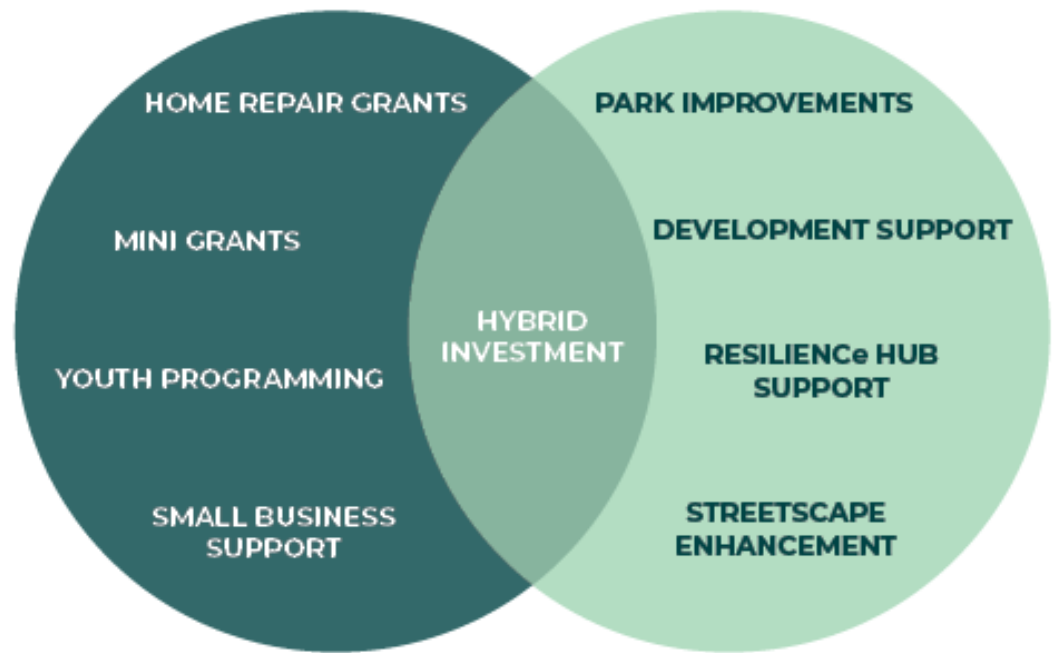 HOME REPAIR GRANTS
MINI GRANTS
YOUTH PROGRAMMING
SMALL BUSINESS
SUPPORT
HYBRID
INVESTMENT
PARK IMPROVEMENTS
DEVELOPMENT SUPPORT
RESILIENCe HUB
SUPPORT
STREETSCAPE
ENHANCEMENT